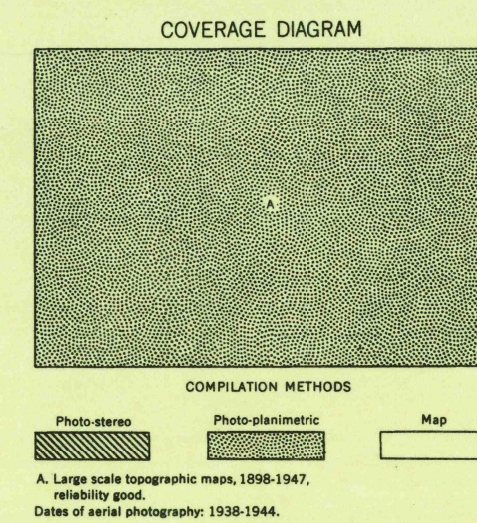 COVERAGE DIAGRAM
A
COMPILATION METHODS
Photo-stereo
Photo-planimetric
Map
A. Large scale topographic maps, 1898-1947,
reliability good.
Dates of aerial photography: 1938-1944.